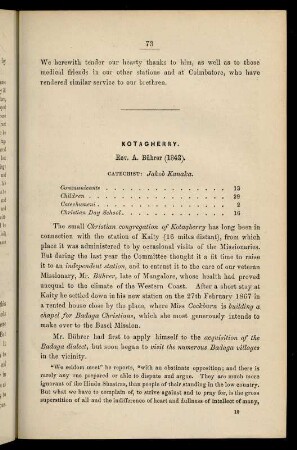 73
We herewith tender our hearty thanks to him, as well as to those
medical friends in our other stations and at Coimbatore, who have
rendered similar service to our brethren.
KOTAGHERRY.
Rev. A. Bührer (1842).
CATECHIST: Jakob Kanaka.
Communicants . . . . . . . . . . . . . 13
Children . . . . . . . . . . . . . . . 29
Catechumens . . . . . . . . . . . . . 2
Christian Day School . . . . . . . . . . . 16
The small Christian congregation of Kotagherry has long been in
connection with the station of Kaity (16 miles distant), from which
place it was administered to by occasional visits of the Missionaries.
But during the last year the Committee thought it a fit time to raise
it to an independent station, and to entrust it to the care of our veteran
Missionary, Mr. Bührer, late of Mangalore, whose health had proved
unequal to the climate of the Western Coast. After a short stay at
Kaity he settled down in his new station on the 27th February 1867 in
a rented house close by the place, where Miss Cockburn is building a
chapel for Badaga Christians, which she most generously intends to
make over to the Basel Mission.
Mr. Bührer had first to apply himself to the acquisition of the
Badaga dialect, but soon began to visit the numerous Badaga villages
in the vicinity.
"We seldom meet" he reports, "with an obstinate opposition; and there is
rarely any one prepared or able to dispute and argue. They are much more
ignorant of the Hindu Shastras, than people of their standing in the low country.
But what we have to complain of, to strive against and to pray for, is the gross
superstition of all and the indifference of heart and fullness of intellect of many,
10